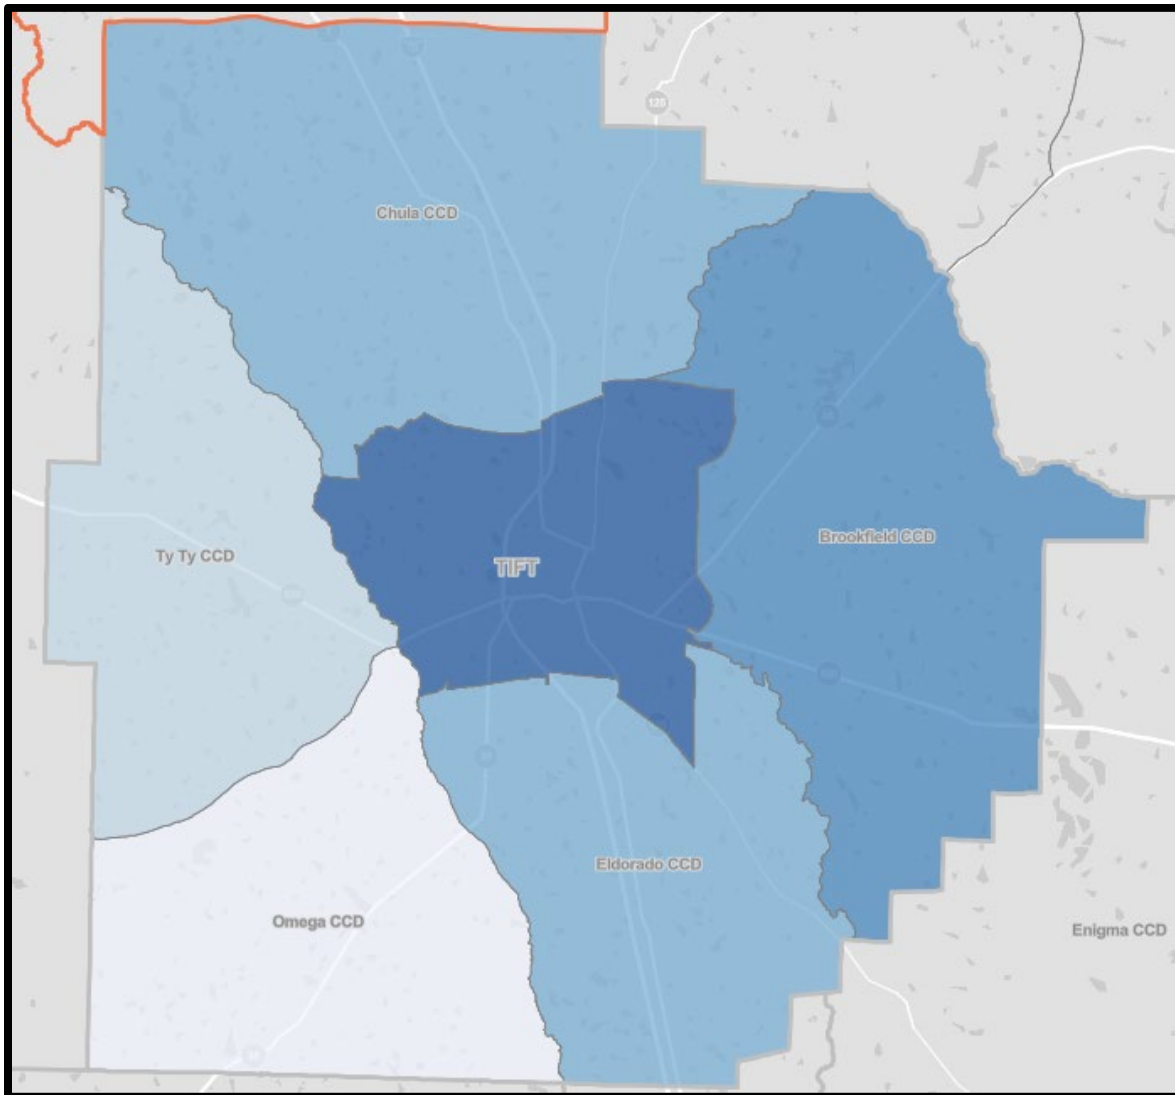 125
Chula CCD
Brookfield CCD
Ty Ty CCD
TIFT
Eldorado CCD
Omega CCD
Enigma CCD